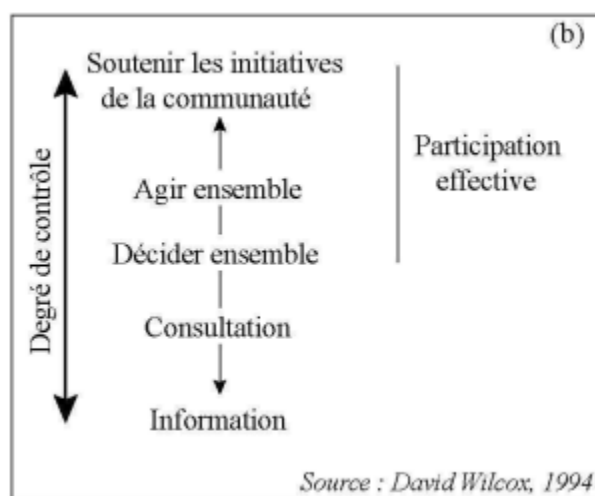 (b)
Soutenir les initiatives
de la communauté
Participation
effective
Agir ensemble
Décider ensemble
Consultation
Information
Degré de contrôle
Source : David Wilcox, 1994